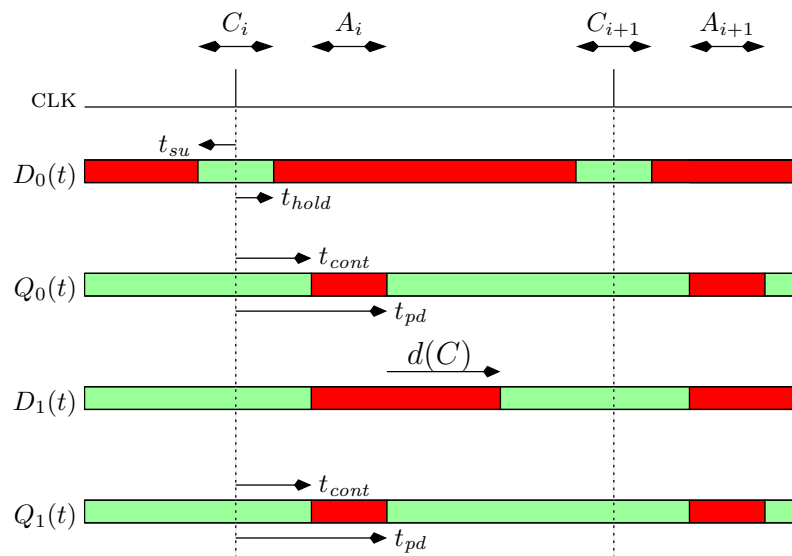 C_i A_i C_{i+1} A_{i+1}
CLK
t_{su}
D_0(t)
t_{hold}
t_{cont}
Q_0(t)
t_{pd}
d(C)
D_1(t)
t_{cont}
Q_1(t)
t_{pd}